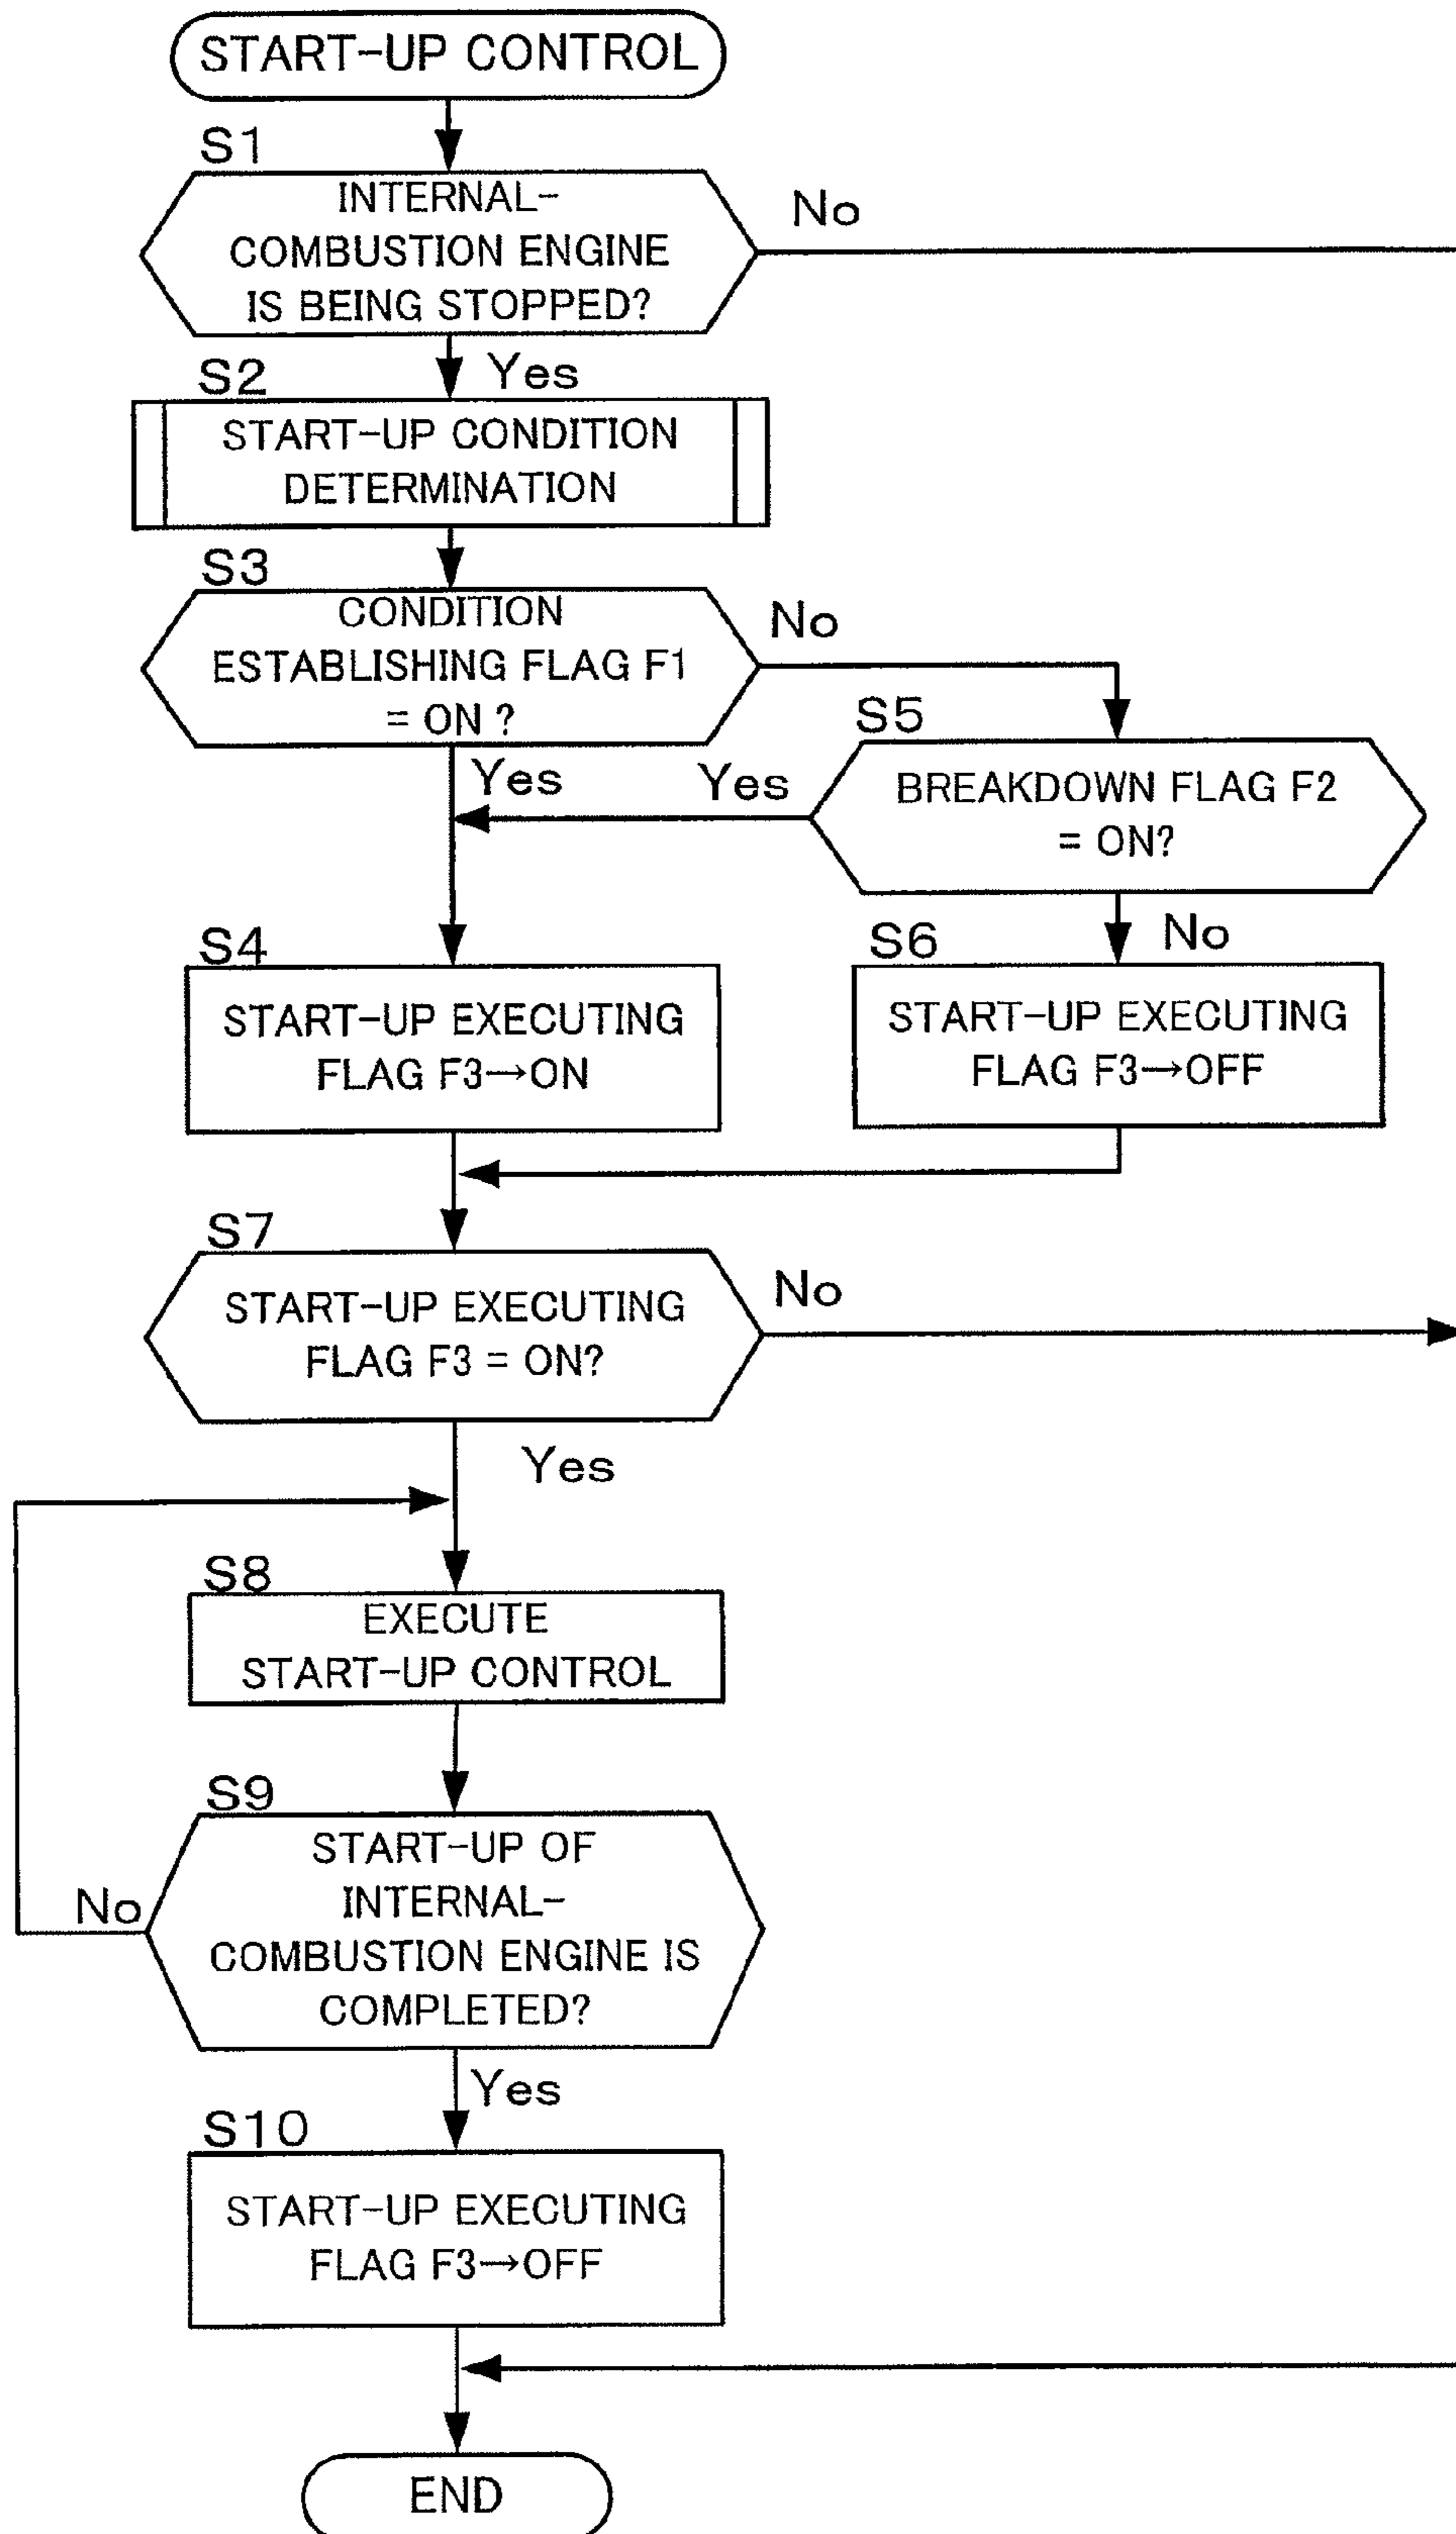 START-UP CONTROL
S1
INTERNAL-
COMBUSTION ENGINE
IS BEING STOPPED?
No
Yes
S2
START-UP CONDITION
DETERMINATION
S3
CONDITION
ESTABLISHING FLAG F1
= ON ?
No
Yes
S5
BREAKDOWN FLAG F2
= ON?
Yes
No
S4
START-UP EXECUTING
FLAG F3→ON
S6
START-UP EXECUTING
FLAG F3→OFF
S7
START-UP EXECUTING
FLAG F3 = ON?
No
Yes
S8
EXECUTE
START-UP CONTROL
S9
START-UP OF
INTERNAL-
COMBUSTION ENGINE IS
COMPLETED?
No
Yes
S10
START-UP EXECUTING
FLAG F3→OFF
END